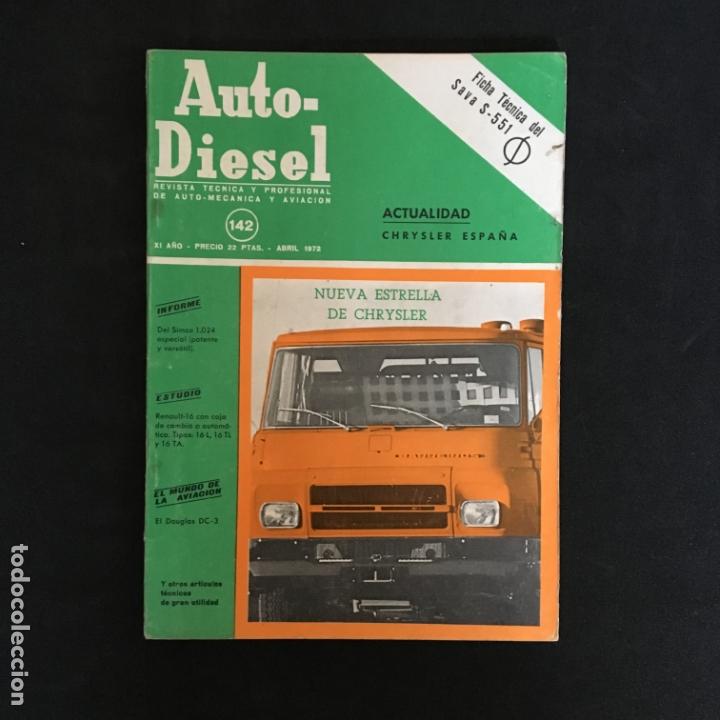 Auto-
Diesel
REVISTA TECNICA Y PROFESIONAL
DE AUTO-MECANICA Y AVIACION
142
XI AÑO - PRECIO 22 PTAS. - ABRIL 1972
Ficha Técnica del
Sava S-551
ACTUALIDAD
CHRYSLER ESPAÑA
INFORME
Del Simca 1.024
especial (potente
y versátil).
ESTUDIO
Renault-16 con caja
de cambio o automá-
tica. Tipos: 16 L, 16 TL
y 16 TA.
EL MUNDO DE
LA AVIACION
El Douglas DC-3
Y otros artículos
técnicos
de gran utilidad
NUEVA ESTRELLA
DE CHRYSLER
todocoleccion